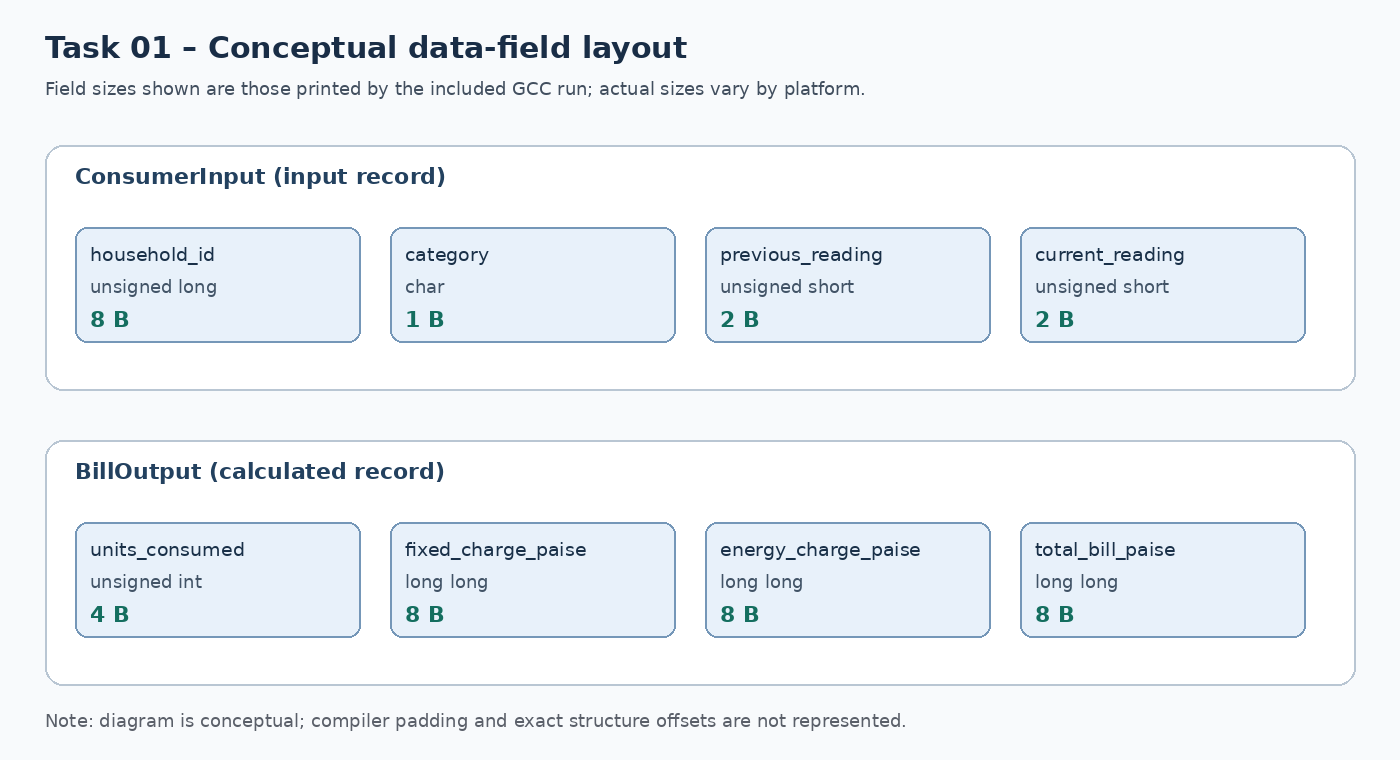 Task 01 – Conceptual data-field layout
Field sizes shown are those printed by the included GCC run; actual sizes vary by platform.
ConsumerInput (input record)
household_id
unsigned long
8 B
category
char
1 B
previous_reading
unsigned short
2 B
current_reading
unsigned short
2 B
BillOutput (calculated record)
units_consumed
unsigned int
4 B
fixed_charge_paise
long long
8 B
energy_charge_paise
long long
8 B
total_bill_paise
long long
8 B
Note: diagram is conceptual; compiler padding and exact structure offsets are not represented.